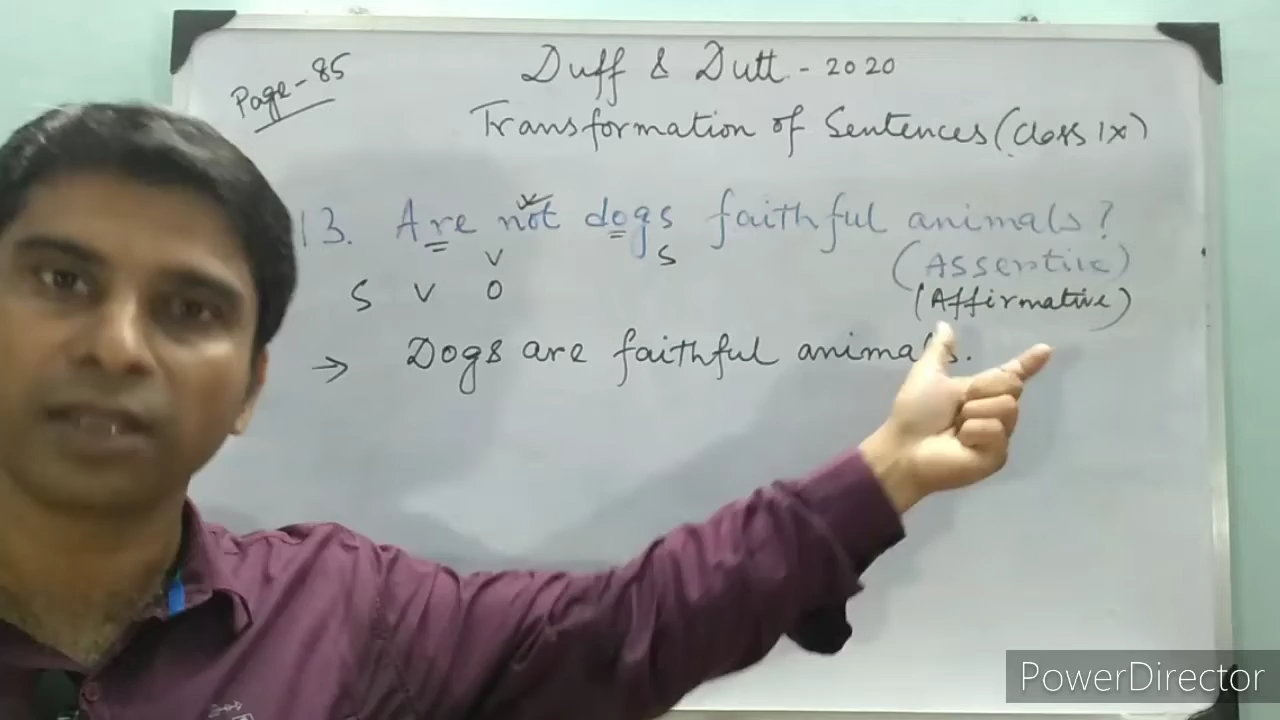 Page-85
Duff & Dutt - 2020
Transformation of Sentences (Class IX)
13. Are not dogs faithful animals?
V S
(Assertive)
S V O
(Affirmative)
→ Dogs are faithful animals.
PowerDirector